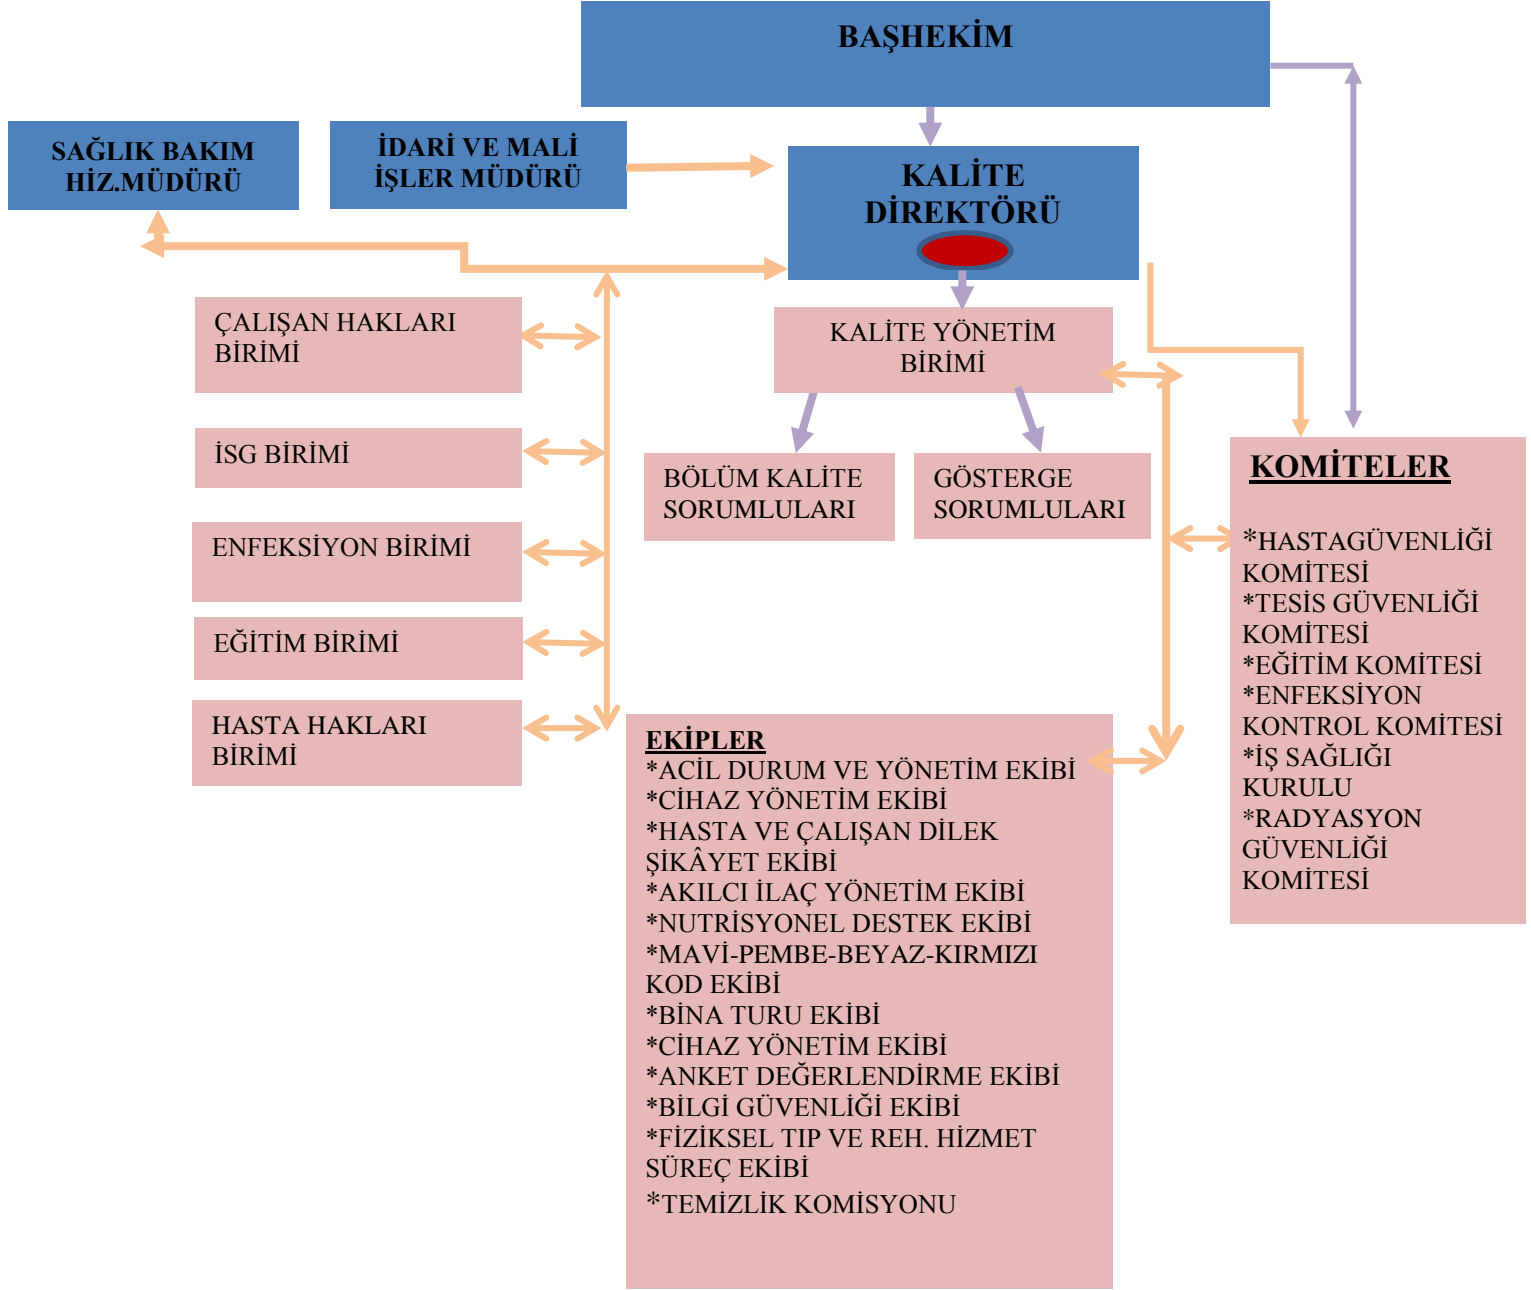 BAŞHEKİM
SAĞLIK BAKIM
HİZ.MÜDÜRÜ
İDARİ VE MALİ
İŞLER MÜDÜRÜ
KALİTE
DİREKTÖRÜ
ÇALIŞAN HAKLARI
BİRİMİ
İSG BİRİMİ
ENFEKSİYON BİRİMİ
EĞİTİM BİRİMİ
HASTA HAKLARI
BİRİMİ
KALİTE YÖNETİM
BİRİMİ
BÖLÜM KALİTE
SORUMLULARI
GÖSTERGE
SORUMLULARI
EKİPLER
*ACİL DURUM VE YÖNETİM EKİBİ
*CİHAZ YÖNETİM EKİBİ
*HASTA VE ÇALIŞAN DİLEK
ŞİKÂYET EKİBİ
*AKILCI İLAÇ YÖNETİM EKİBİ
*NUTRİSYONEL DESTEK EKİBİ
*MAVİ-PEMBE-BEYAZ-KIRMIZI
KOD EKİBİ
*BİNA TURU EKİBİ
*CİHAZ YÖNETİM EKİBİ
*ANKET DEĞERLENDİRME EKİBİ
*BİLGİ GÜVENLİĞİ EKİBİ
*FİZİKSEL TIP VE REH. HİZMET
SÜREÇ EKİBİ
*TEMİZLİK KOMİSYONU
KOMİTELER
*HASTAGÜVENLİĞİ
KOMİTESİ
*TESİS GÜVENLİĞİ
KOMİTESİ
*EĞİTİM KOMİTESİ
*ENFEKSİYON
KONTROL KOMİTESİ
*İŞ SAĞLIĞI
KURULU
*RADYASYON
GÜVENLİĞİ
KOMİTESİ